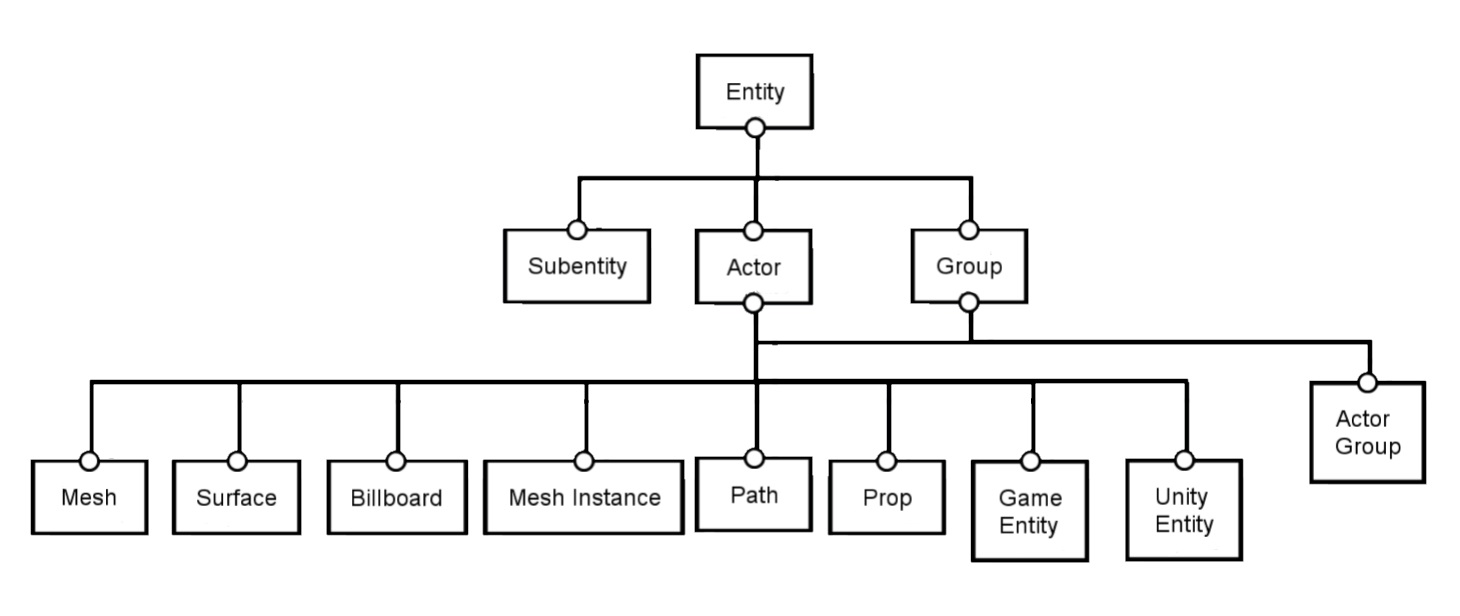 Entity
Subentity
Actor
Group
Actor
Group
Mesh
Surface
Billboard
Mesh Instance
Path
Prop
Game
Entity
Unity
Entity